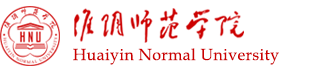 淮阴师范学院
HNU
Huaiyin Normal University